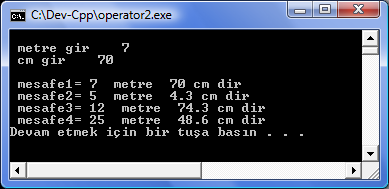 C:\Dev-Cpp\operator2.exe
metre gir 7
cm gir 70
mesafe1= 7 metre 70 cm dir
mesafe2= 5 metre 4.3 cm dir
mesafe3= 12 metre 74.3 cm dir
mesafe4= 25 metre 48.6 cm dir
Devam etmek için bir tuşa basın . . .